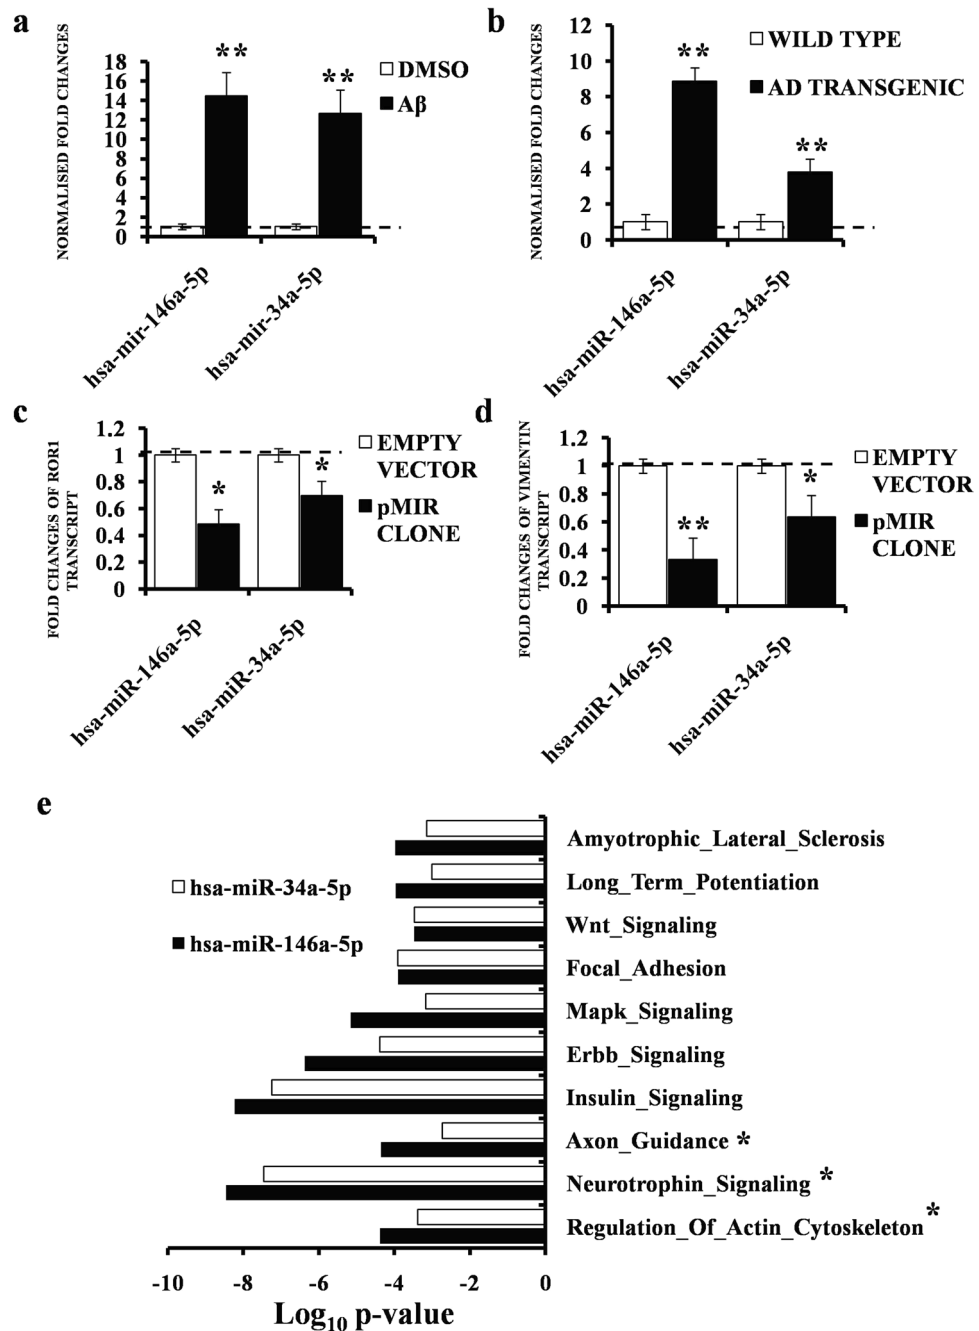 a
NORMALISED FOLD CHANGES
18
16
14
12
10
8
6
4
2
0
**
**
DMSO
Aβ
hsa-mir-146a-5p
hsa-mir-34a-5p
b
NORMALISED FOLD CHANGES
12
10
8
6
4
2
0
**
**
WILD TYPE
AD TRANSGENIC
hsa-miR-146a-5p
hsa-miR-34a-5p
c
FOLD CHANGES OF ROR1
TRANSCRIPT
1.2
1
0.8
0.6
0.4
0.2
0
*
*
EMPTY
VECTOR
pMIR
CLONE
hsa-miR-146a-5p
hsa-miR-34a-5p
d
FOLD CHANGES OF VIMENTIN
TRANSCRIPT
1.2
1
0.8
0.6
0.4
0.2
0
**
*
EMPTY
VECTOR
pMIR
CLONE
hsa-miR-146a-5p
hsa-miR-34a-5p
e
hsa-miR-34a-5p
hsa-miR-146a-5p
Amyotrophic_Lateral_Sclerosis
Long_Term_Potentiation
Wnt_Signaling
Focal_Adhesion
Mapk_Signaling
Erbb_Signaling
Insulin_Signaling
Axon_Guidance *
Neurotrophin_Signaling *
Regulation_Of_Actin_Cytoskeleton *
-10 -8 -6 -4 -2 0
Log10 p-value